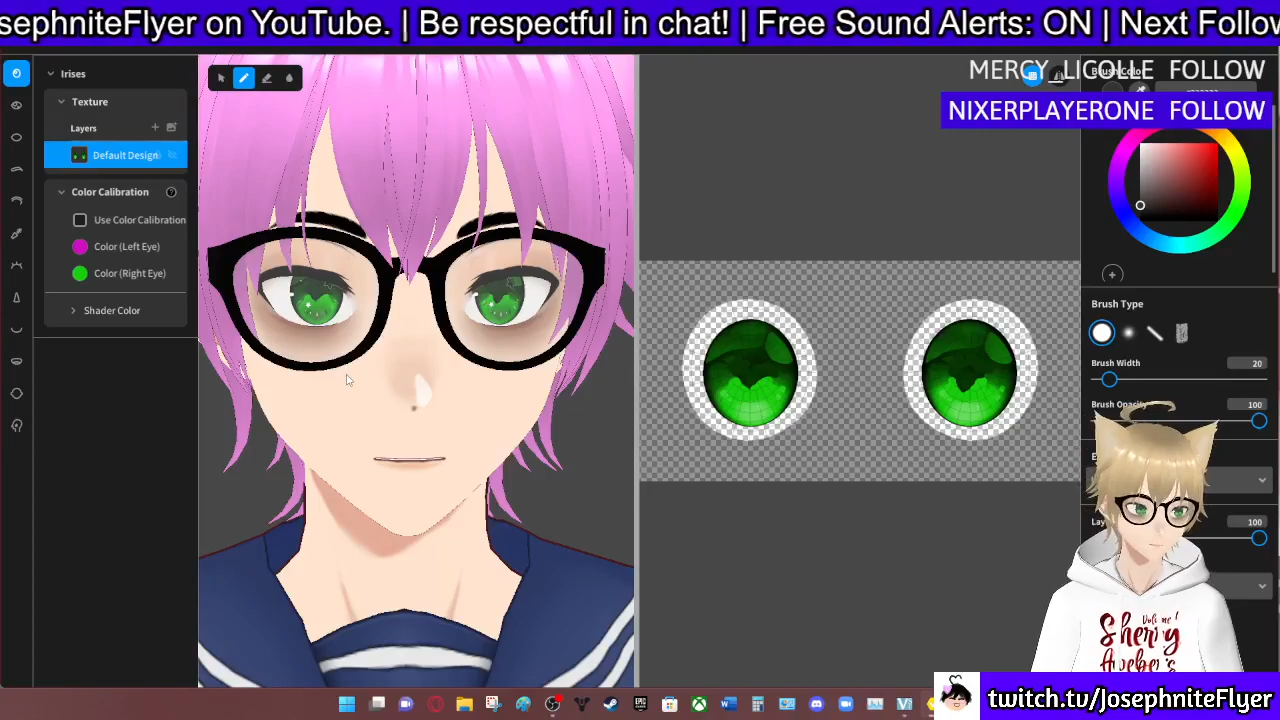 sephniteFlyer on YouTube. | Be respectful in chat! | Free Sound Alerts: ON | Next Follow
MERCY_LIGOLLE FOLLOW
NIXERPLAYERONE FOLLOW
Irises
Texture
Layers
Default Design
Color Calibration
Use Color Calibration
Color (Left Eye)
Color (Right Eye)
Shader Color
Brush Type
Brush Width
20
Brush Opacity
100
100
Sherry
twitch.tv/JosephniteFlyer